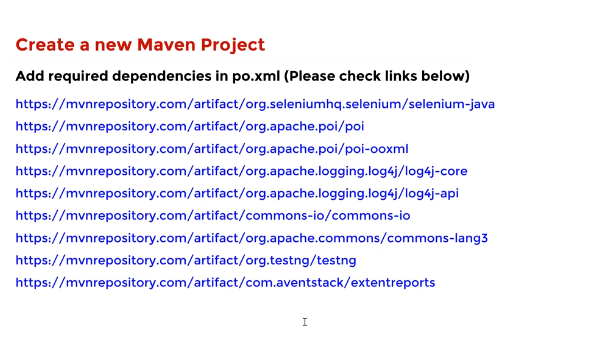 Create a new Maven Project
Add required dependencies in po.xml (Please check links below)
https://mvnrepository.com/artifact/org.seleniumhq.selenium/selenium-java
https://mvnrepository.com/artifact/org.apache.poi/poi
https://mvnrepository.com/artifact/org.apache.poi/poi-ooxml
https://mvnrepository.com/artifact/org.apache.logging.log4j/log4j-core
https://mvnrepository.com/artifact/org.apache.logging.log4j/log4j-api
https://mvnrepository.com/artifact/commons-io/commons-io
https://mvnrepository.com/artifact/org.apache.commons/commons-lang3
https://mvnrepository.com/artifact/org.testng/testng
https://mvnrepository.com/artifact/com.aventstack/extentreports